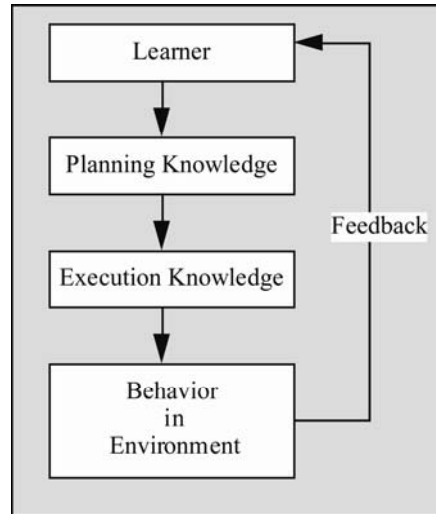 Learner
Planning Knowledge
Execution Knowledge
Feedback
Behavior
in
Environment